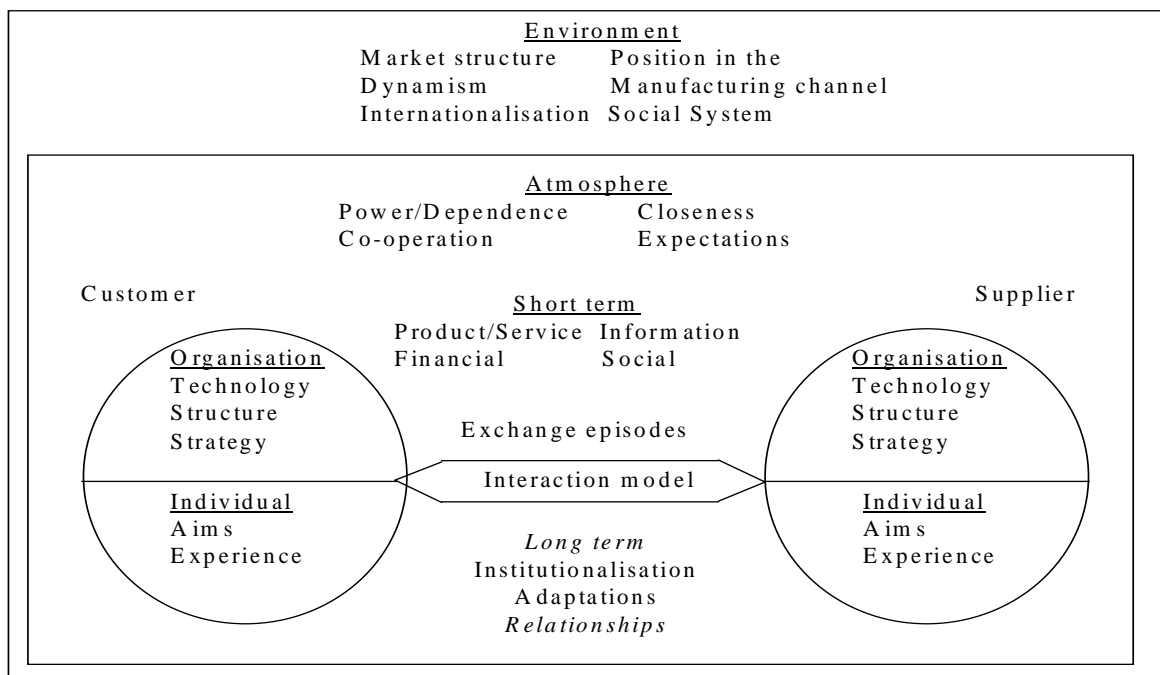 Environment
Market structure Position in the
Dynamism Manufacturing channel
Internationalisation Social System
Atmosphere
Power/Dependence Closeness
Co-operation Expectations
Customer
Supplier
Short term
Product/Service Information
Financial Social
Organisation
Technology
Structure
Strategy
Individual
Aims
Experience
Exchange episodes
Interaction model
Long term
Institutionalisation
Adaptations
Relationships
Organisation
Technology
Structure
Strategy
Individual
Aims
Experience